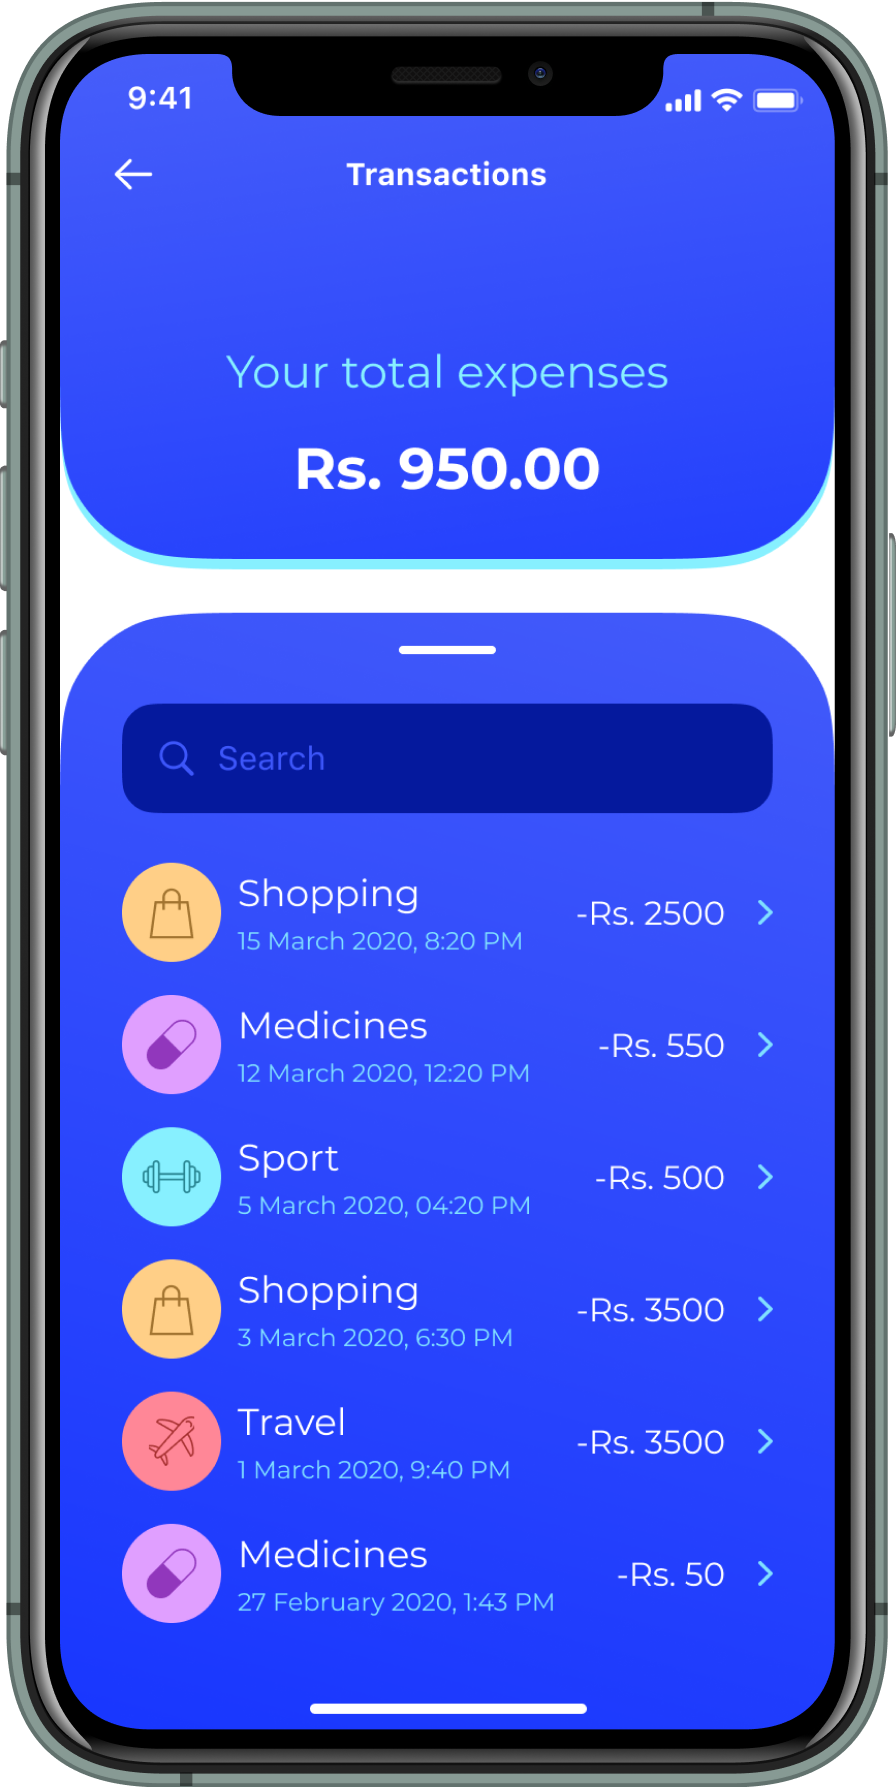 9:41
Transactions
Your total expenses
Rs. 950.00
Search
Shopping
15 March 2020, 8:20 PM
-Rs. 2500
Medicines
12 March 2020, 12:20 PM
-Rs. 550
Sport
5 March 2020, 04:20 PM
-Rs. 500
Shopping
3 March 2020, 6:30 PM
-Rs. 3500
Travel
1 March 2020, 9:40 PM
-Rs. 3500
Medicines
27 February 2020, 1:43 PM
-Rs. 50